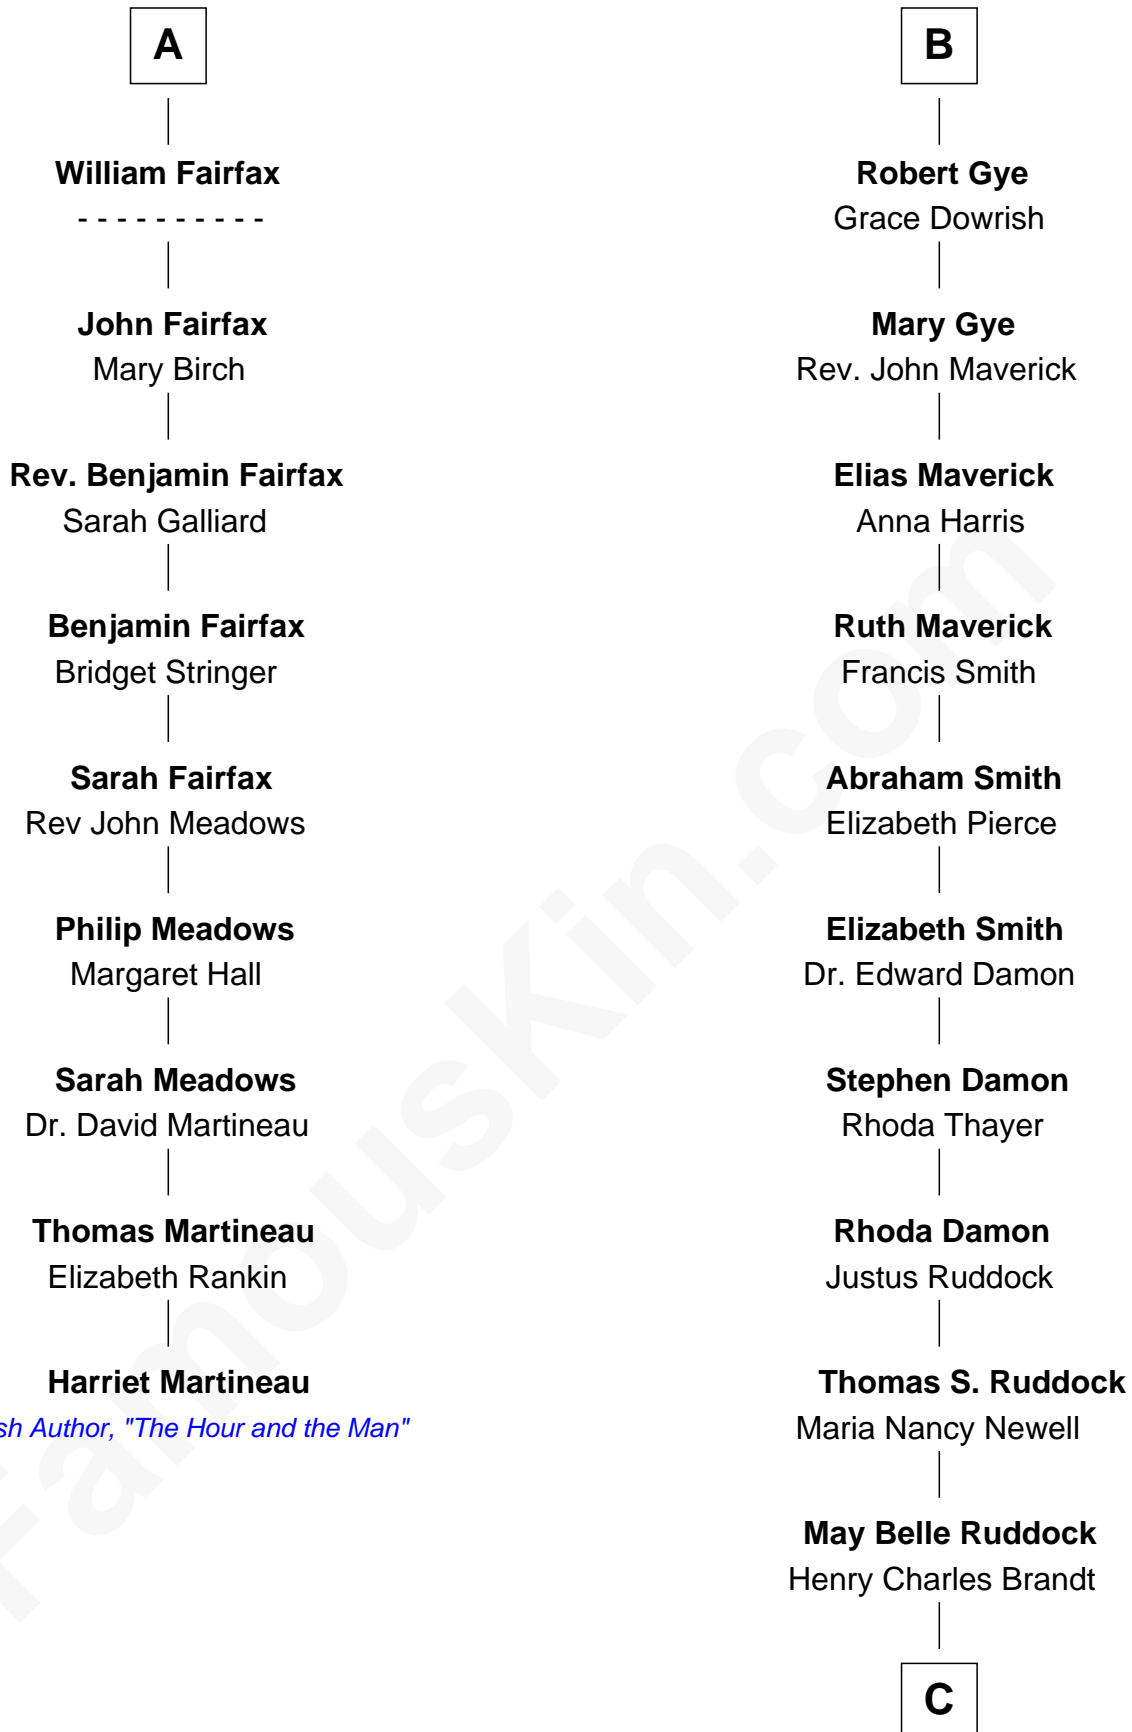 A
William Fairfax
- - - - - - - - - -
John Fairfax
Mary Birch
Rev. Benjamin Fairfax
Sarah Galliard
Benjamin Fairfax
Bridget Stringer
Sarah Fairfax
Rev John Meadows
Philip Meadows
Margaret Hall
Sarah Meadows
Dr. David Martineau
Thomas Martineau
Elizabeth Rankin
Harriet Martineau
sh Author, "The Hour and the Man"
B
Robert Gye
Grace Dowrish
Mary Gye
Rev. John Maverick
Elias Maverick
Anna Harris
Ruth Maverick
Francis Smith
Abraham Smith
Elizabeth Pierce
Elizabeth Smith
Dr. Edward Damon
Stephen Damon
Rhoda Thayer
Rhoda Damon
Justus Ruddock
Thomas S. Ruddock
Maria Nancy Newell
May Belle Ruddock
Henry Charles Brandt
C
FamousKin.com